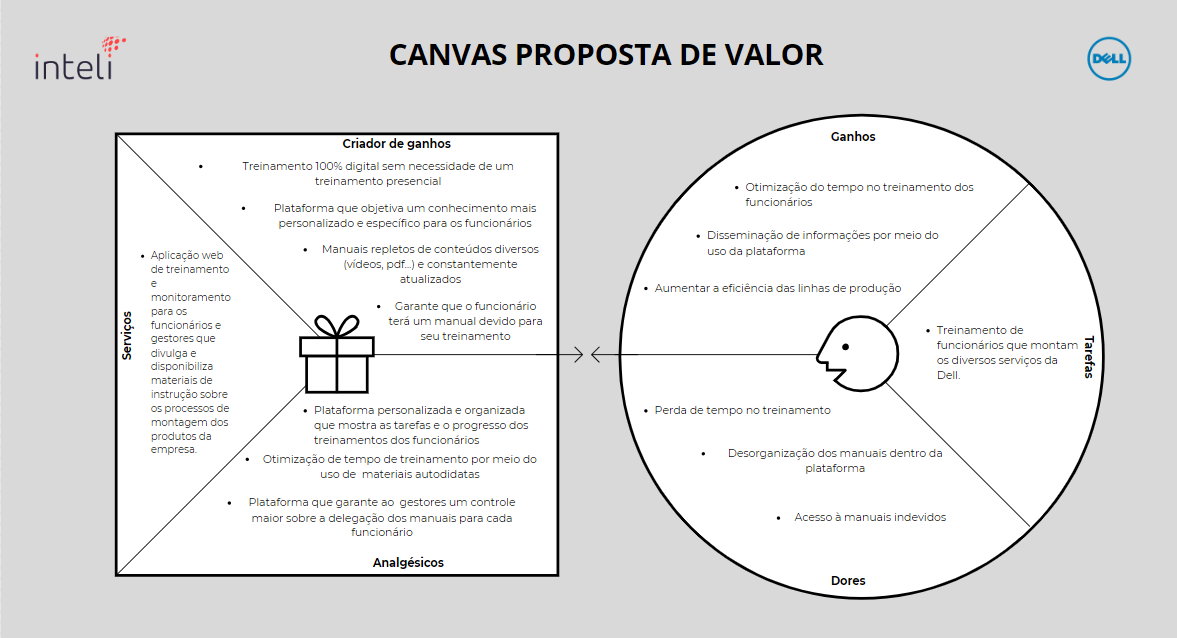 inteli
CANVAS PROPOSTA DE VALOR
DELL
Criador de ganhos
• Treinamento 100% digital sem necessidade de um
treinamento presencial
• Plataforma que objetiva um conhecimento mais
personalizado e específico para os funcionários
• Manuais repletos de conteúdos diversos
(vídeos, pdf...) e constantemente
atualizados
• Garante que o funcionário
terá um manual devido para
seu treinamento
Serviços
• Aplicação web
de treinamento
e
monitoramento
para os
funcionários e
gestores que
divulga e
disponibiliza
materiais de
instrução sobre
os processos de
montagem dos
produtos da
empresa.
• Plataforma personalizada e organizada
que mostra as tarefas e o progresso dos
treinamentos dos funcionários
• Otimização de tempo de treinamento por meio do
uso de materiais autodidatas
• Plataforma que garante ao gestores um controle
maior sobre a delegação dos manuais para cada
funcionário
Analgésicos
Ganhos
• Otimização do tempo no treinamento dos
funcionários
• Disseminação de informações por meio do
uso da plataforma
• Aumentar a eficiência das linhas de produção
• Treinamento de
funcionários que montam
os diversos serviços da
Dell.
Tarefas
• Perda de tempo no treinamento
• Desorganização dos manuais dentro da
plataforma
• Acesso à manuais indevidos
Dores